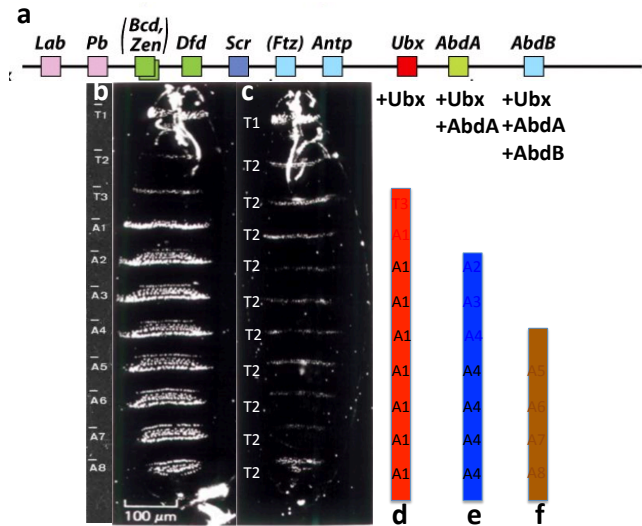 a
(Bcd,
Lab Pb Zen) Dfd Scr (Ftz) Antp Ubx AbdA AbdB
b c +Ubx +Ubx +Ubx
+AbdA +AbdA
+AbdB
T1 T1
T2 T2
T3 T2 T3
A1 T2 A1
A2 T2 A1 A2
A3 T2 A1 A3
A4 T2 A1 A4
A5 T2 A1 A4 A5
A6 T2 A1 A4 A6
A7 T2 A1 A4 A7
A8 T2 A1 A4 A8
100 µm
d e f